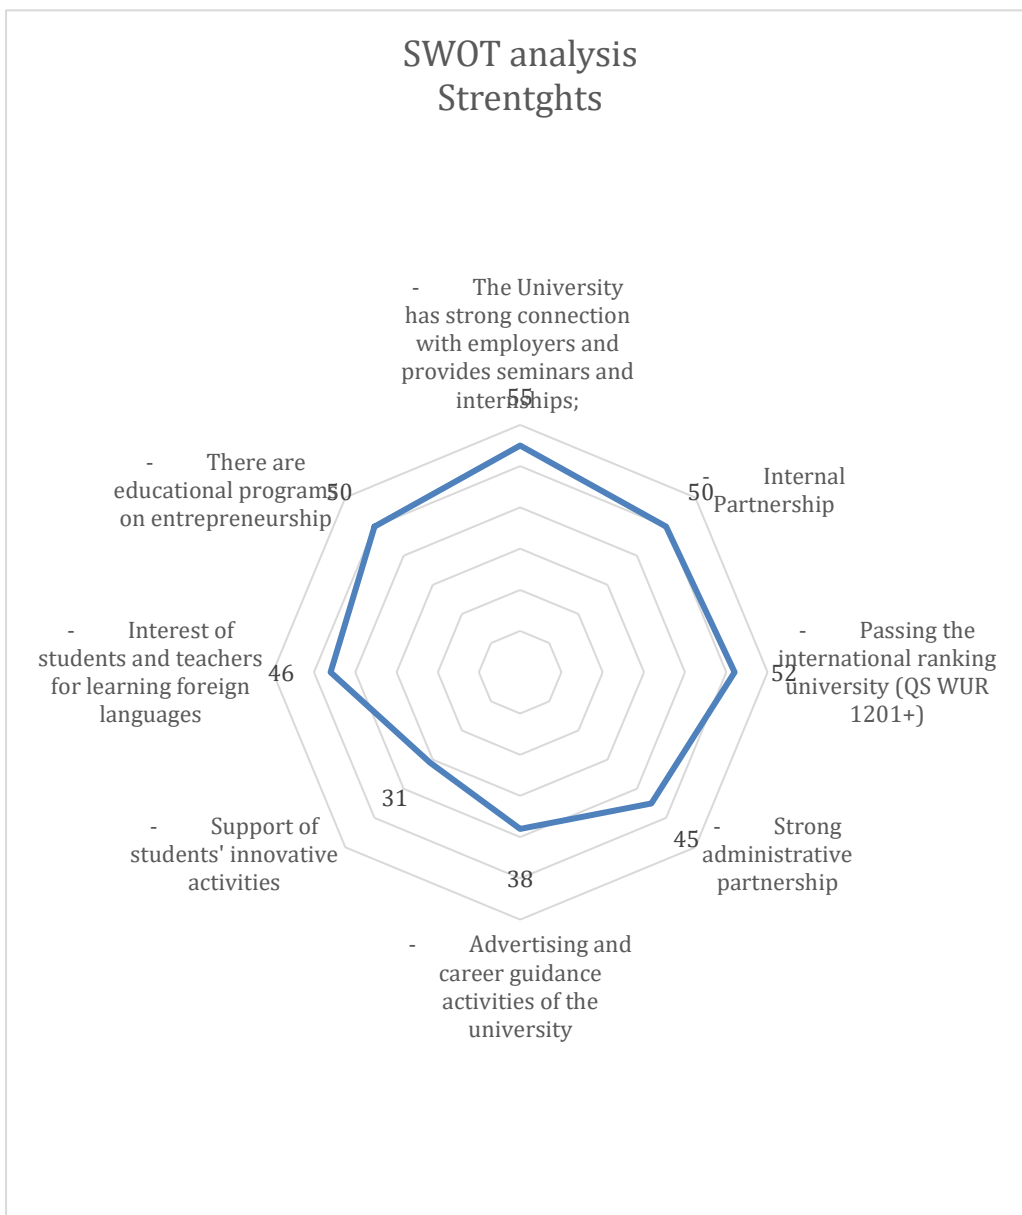 SWOT analysis
Strentghts
- The University
has strong connection
with employers and
provides seminars and
internships;
55
- Internal
Partnership
50
- Passing the
international ranking
university (QS WUR
1201+)
52
- Strong
administrative
partnership
45
- Advertising and
career guidance
activities of the
university
38
- Support of
students' innovative
activities
31
- Interest of
students and teachers
for learning foreign
languages
46
- There are
educational programs
on entrepreneurship
50